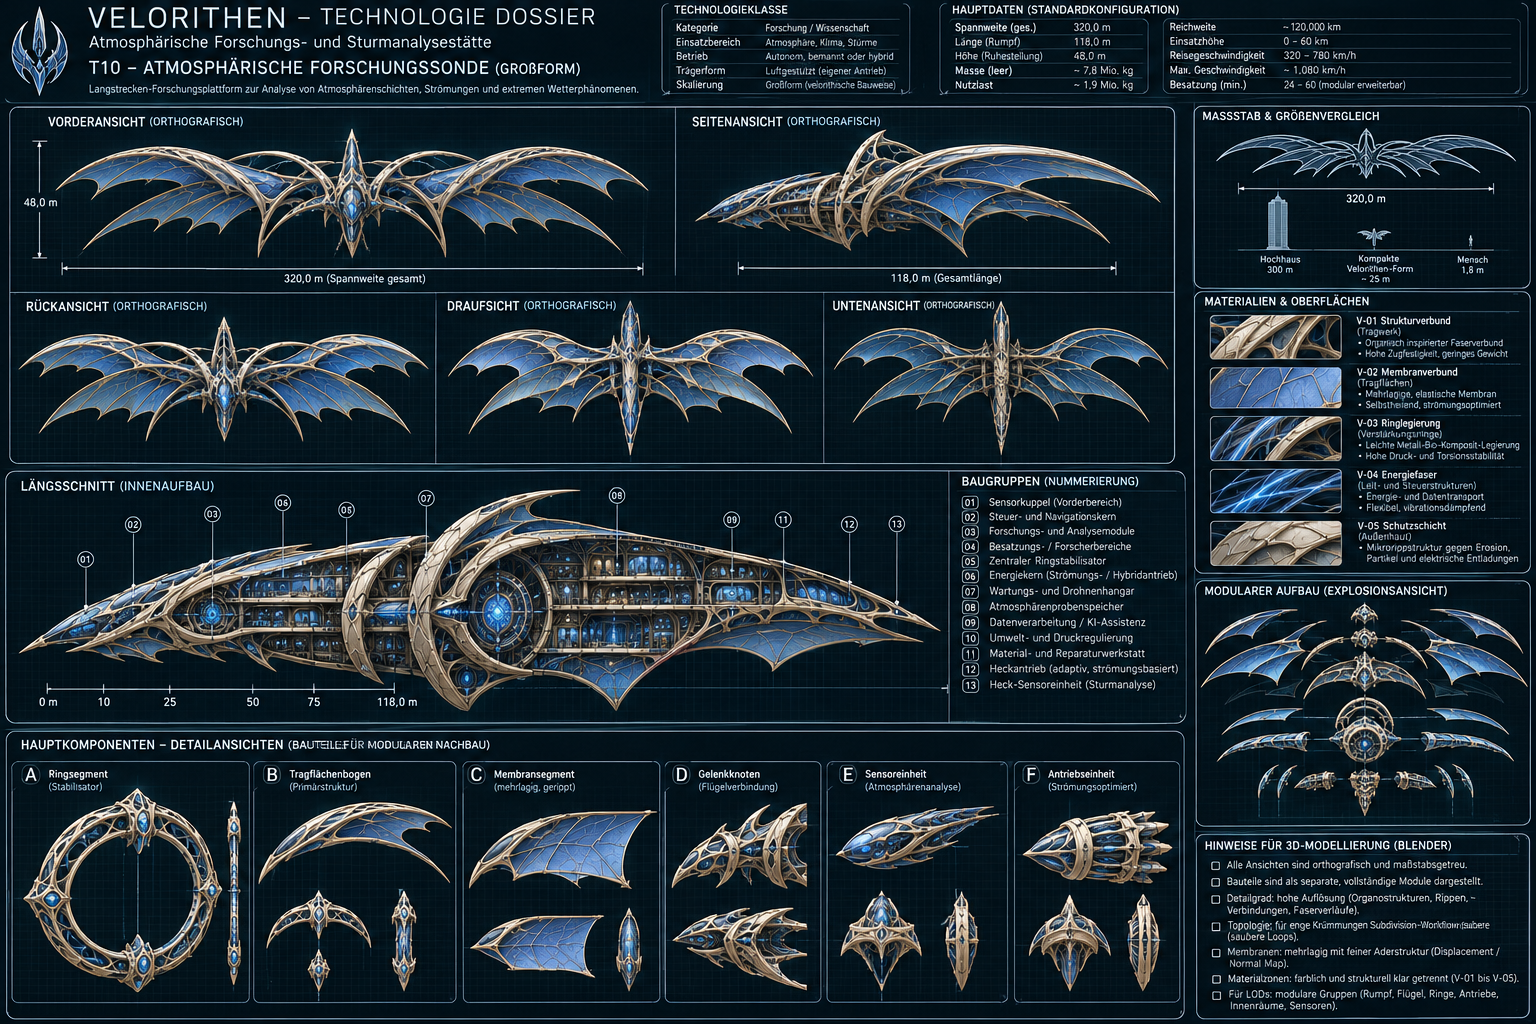 VELORITHEN – TECHNOLOGIE DOSSIER
Atmosphärische Forschungs- und Sturmanalysestätte
T10 – ATMOSPHÄRISCHE FORSCHUNGSSONDE (GROẞFORM)
Langstrecken-Forschungsplattform zur Analyse von Atmosphärenschichten, Strömungen und extremen Wetterphänomenen.
TECHNOLOGIEKLASSE
Kategorie Forschung / Wissenschaft
Einsatzbereich Atmosphäre, Klima, Stürme
Betrieb Autonom, bemannt oder hybrid
Trägerform Luftgestützt (eigener Antrieb)
Skalierung Großform (velorithische Bauweise)
HAUPTDATEN (STANDARDKONFIGURATION)
Spannweite (ges.) 320,0 m
Länge (Rumpf) 118,0 m
Höhe (Ruhestellung) 48,0 m
Masse (leer) ~ 7,8 Mio. kg
Nutzlast ~ 1,9 Mio. kg
Reichweite ~ 120.000 km
Einsatzhöhe 0 – 60 km
Reisegeschwindigkeit 320 – 780 km/h
Max. Geschwindigkeit ~ 1.080 km/h
Besatzung (min.) 24 – 60 (modular erweiterbar)
VORDERANSICHT (ORTHOGRAFISCH)
48,0 m
320,0 m (Spannweite gesamt)
SEITENANSICHT (ORTHOGRAFISCH)
118,0 m (Gesamtlänge)
RÜCKANSICHT (ORTHOGRAFISCH)
DRAUFSICHT (ORTHOGRAFISCH)
UNTENANSICHT (ORTHOGRAFISCH)
MASSSTAB & GRÖẞENVERGLEICH
320,0 m
Hochhaus
300 m
Kompakte
Velorithen-Form
~ 25 m
Mensch
1,8 m
MATERIALIEN & OBERFLÄCHEN
V-01 Strukturverbund
(Tragwerk)
• Organisch inspirierter Faserverbund
• Hohe Zugfestigkeit, geringes Gewicht
V-02 Membranverbund
(Tragflächen)
• Mehrlagige, elastische Membran
• Selbstheilend, strömungsoptimiert
V-03 Ringlegierung
(Verstärkungsringe)
• Leichte Metall-Bio-Komposit-Legierung
• Hohe Druck- und Torsionsstabilität
V-04 Energiefaser
(Leit- und Steuerstrukturen)
• Energie- und Datentransport
• Flexibel, vibrationsdämpfend
V-05 Schutzschicht
(Außenhaut)
• Mikrorippstruktur gegen Erosion,
Partikel und elektrische Entladungen
LÄNGSSCHNITT (INNENAUFBAU)
01
02
03
06
05
07
08
09
11
12
13
0 m 10 25 50 75 118,0 m
BAUGRUPPEN (NUMMERIERUNG)
01 Sensorkuppel (Vorderbereich)
02 Steuer- und Navigationskern
03 Forschungs- und Analysemodule
04 Besatzungs- / Forscherbereiche
05 Zentraler Ringstabilisator
06 Energiekern (Strömungs- / Hybridantrieb)
07 Wartungs- und Drohnenhangar
08 Atmosphärenprobenspeicher
09 Datenverarbeitung / KI-Assistenz
10 Umwelt- und Druckregulierung
11 Material- und Reparaturwerkstatt
12 Heckantrieb (adaptiv, strömungsbasiert)
13 Heck-Sensoreinheit (Sturmanalyse)
MODULARER AUFBAU (EXPLOSIONSANSICHT)
HAUPTKOMPONENTEN – DETAILANSICHTEN (BAUTEILE FÜR MODULAREN NACHBAU)
A Ringsegment
(Stabilisator)
B Tragflächenbogen
(Primärstruktur)
C Membransegment
(mehrlagig, gerippt)
D Gelenkknoten
(Flügelverbindung)
E Sensoreinheit
(Atmosphärenanalyse)
F Antriebseinheit
(Strömungsoptimiert)
HINWEISE FÜR 3D-MODELLIERUNG (BLENDER)
Alle Ansichten sind orthografisch und maßstabsgetreu.
Bauteile sind als separate, vollständige Module dargestellt.
Detailgrad: hohe Auflösung (Organostrukturen, Rippen, –
Verbindungen, Faserverläufe).
Topologie: für enge Krümmungen Subdivision-Workflow (saubere
(saubere Loops).
Membranen: mehrlagig mit feiner Aderstruktur (Displacement /
Normal Map).
Materialzonen: farblich und strukturell klar getrennt (V-01 bis V-05).
Für LODs: modulare Gruppen (Rumpf, Flügel, Ringe, Antriebe,
Innenräume, Sensoren).